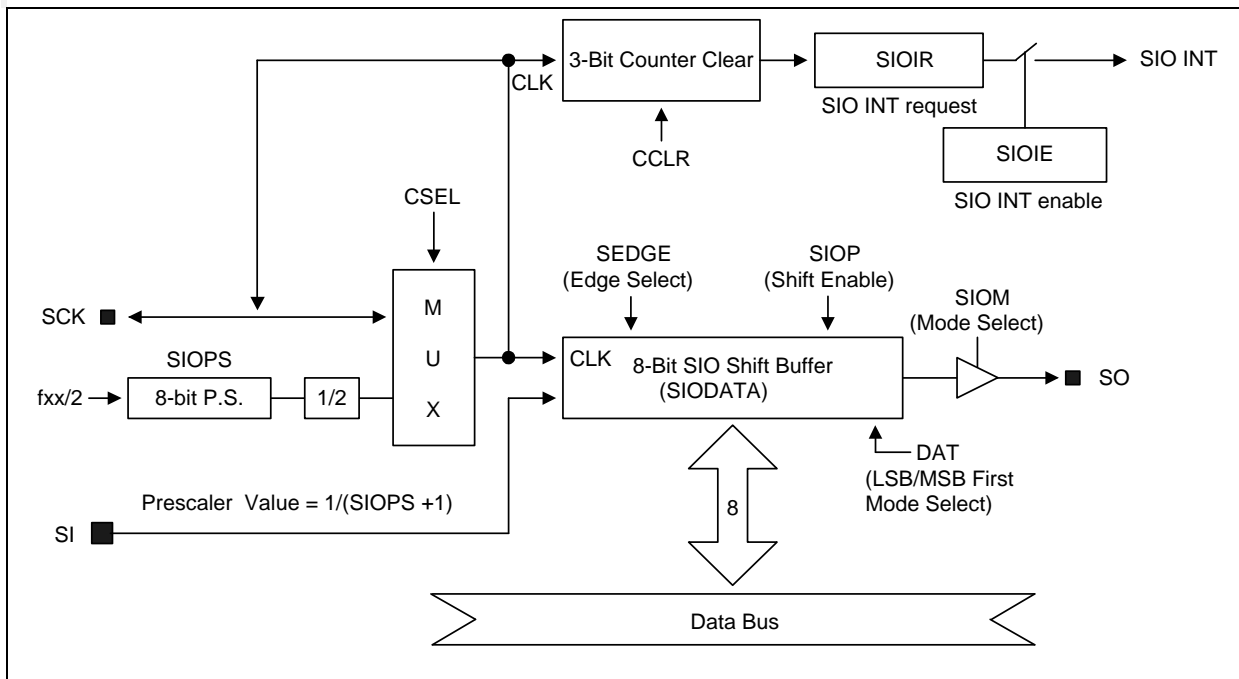 3-Bit Counter Clear
CLK
SIOIR
SIO INT
SIO INT request
CCLR
SIOIE
SIO INT enable
CSEL
SEDGE
(Edge Select)
SIOP
(Shift Enable)
SIOM
(Mode Select)
SCK
M
U
X
SIOPS
fxx/2
8-bit P.S.
1/2
CLK
8-Bit SIO Shift Buffer
(SIODATA)
SO
DAT
(LSB/MSB First
Mode Select)
Prescaler Value = 1/(SIOPS +1)
SI
8
Data Bus